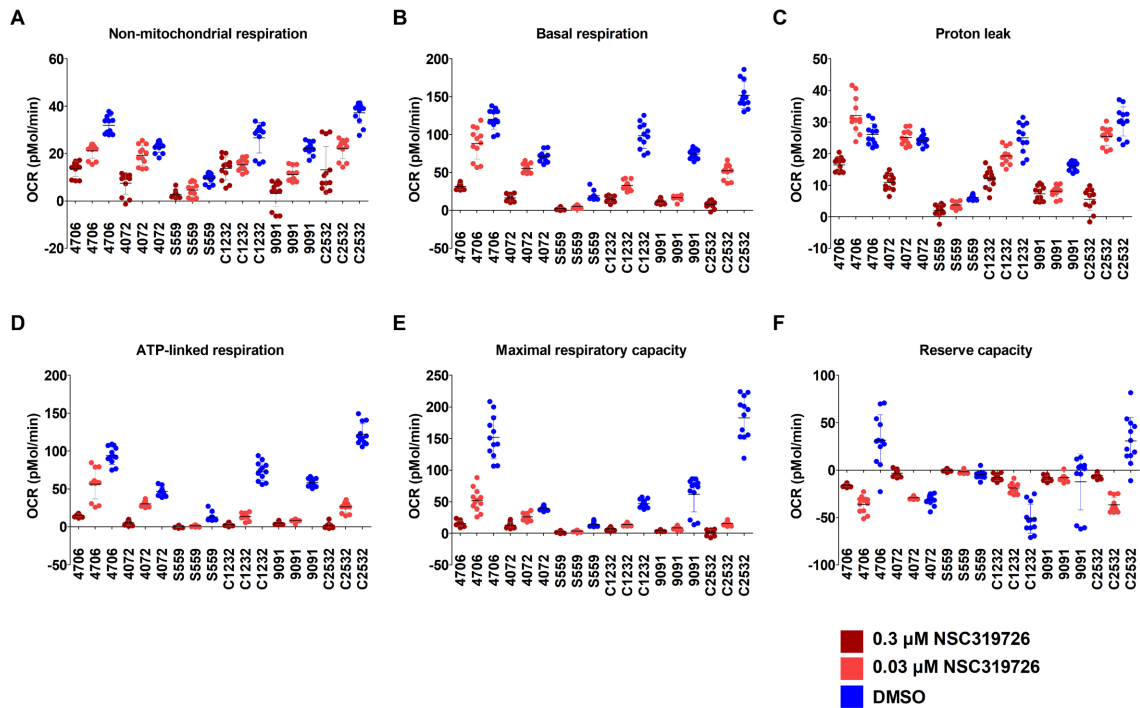 A
Non-mitochondrial respiration
OCR (pMol/min)
60
40
20
0
-20
4706
4706
4706
4072
4072
4072
S559
S559
S559
C1232
C1232
C1232
9091
9091
9091
C2532
C2532
C2532
B
Basal respiration
OCR (pMol/min)
200
150
100
50
0
-50
4706
4706
4706
4072
4072
4072
S559
S559
S559
C1232
C1232
C1232
9091
9091
9091
C2532
C2532
C2532
C
Proton leak
OCR (pMol/min)
50
40
30
20
10
0
-10
4706
4706
4706
4072
4072
4072
S559
S559
S559
C1232
C1232
C1232
9091
9091
9091
C2532
C2532
C2532
D
ATP-linked respiration
OCR (pMol/min)
200
150
100
50
0
-50
4706
4706
4706
4072
4072
4072
S559
S559
S559
C1232
C1232
C1232
9091
9091
9091
C2532
C2532
C2532
E
Maximal respiratory capacity
OCR (pMol/min)
250
200
150
100
50
0
-50
4706
4706
4706
4072
4072
4072
S559
S559
S559
C1232
C1232
C1232
9091
9091
9091
C2532
C2532
C2532
F
Reserve capacity
OCR (pMol/min)
100
50
0
-50
-100
4706
4706
4706
4072
4072
4072
S559
S559
S559
C1232
C1232
C1232
9091
9091
9091
C2532
C2532
C2532
0.3 µM NSC319726
0.03 µM NSC319726
DMSO